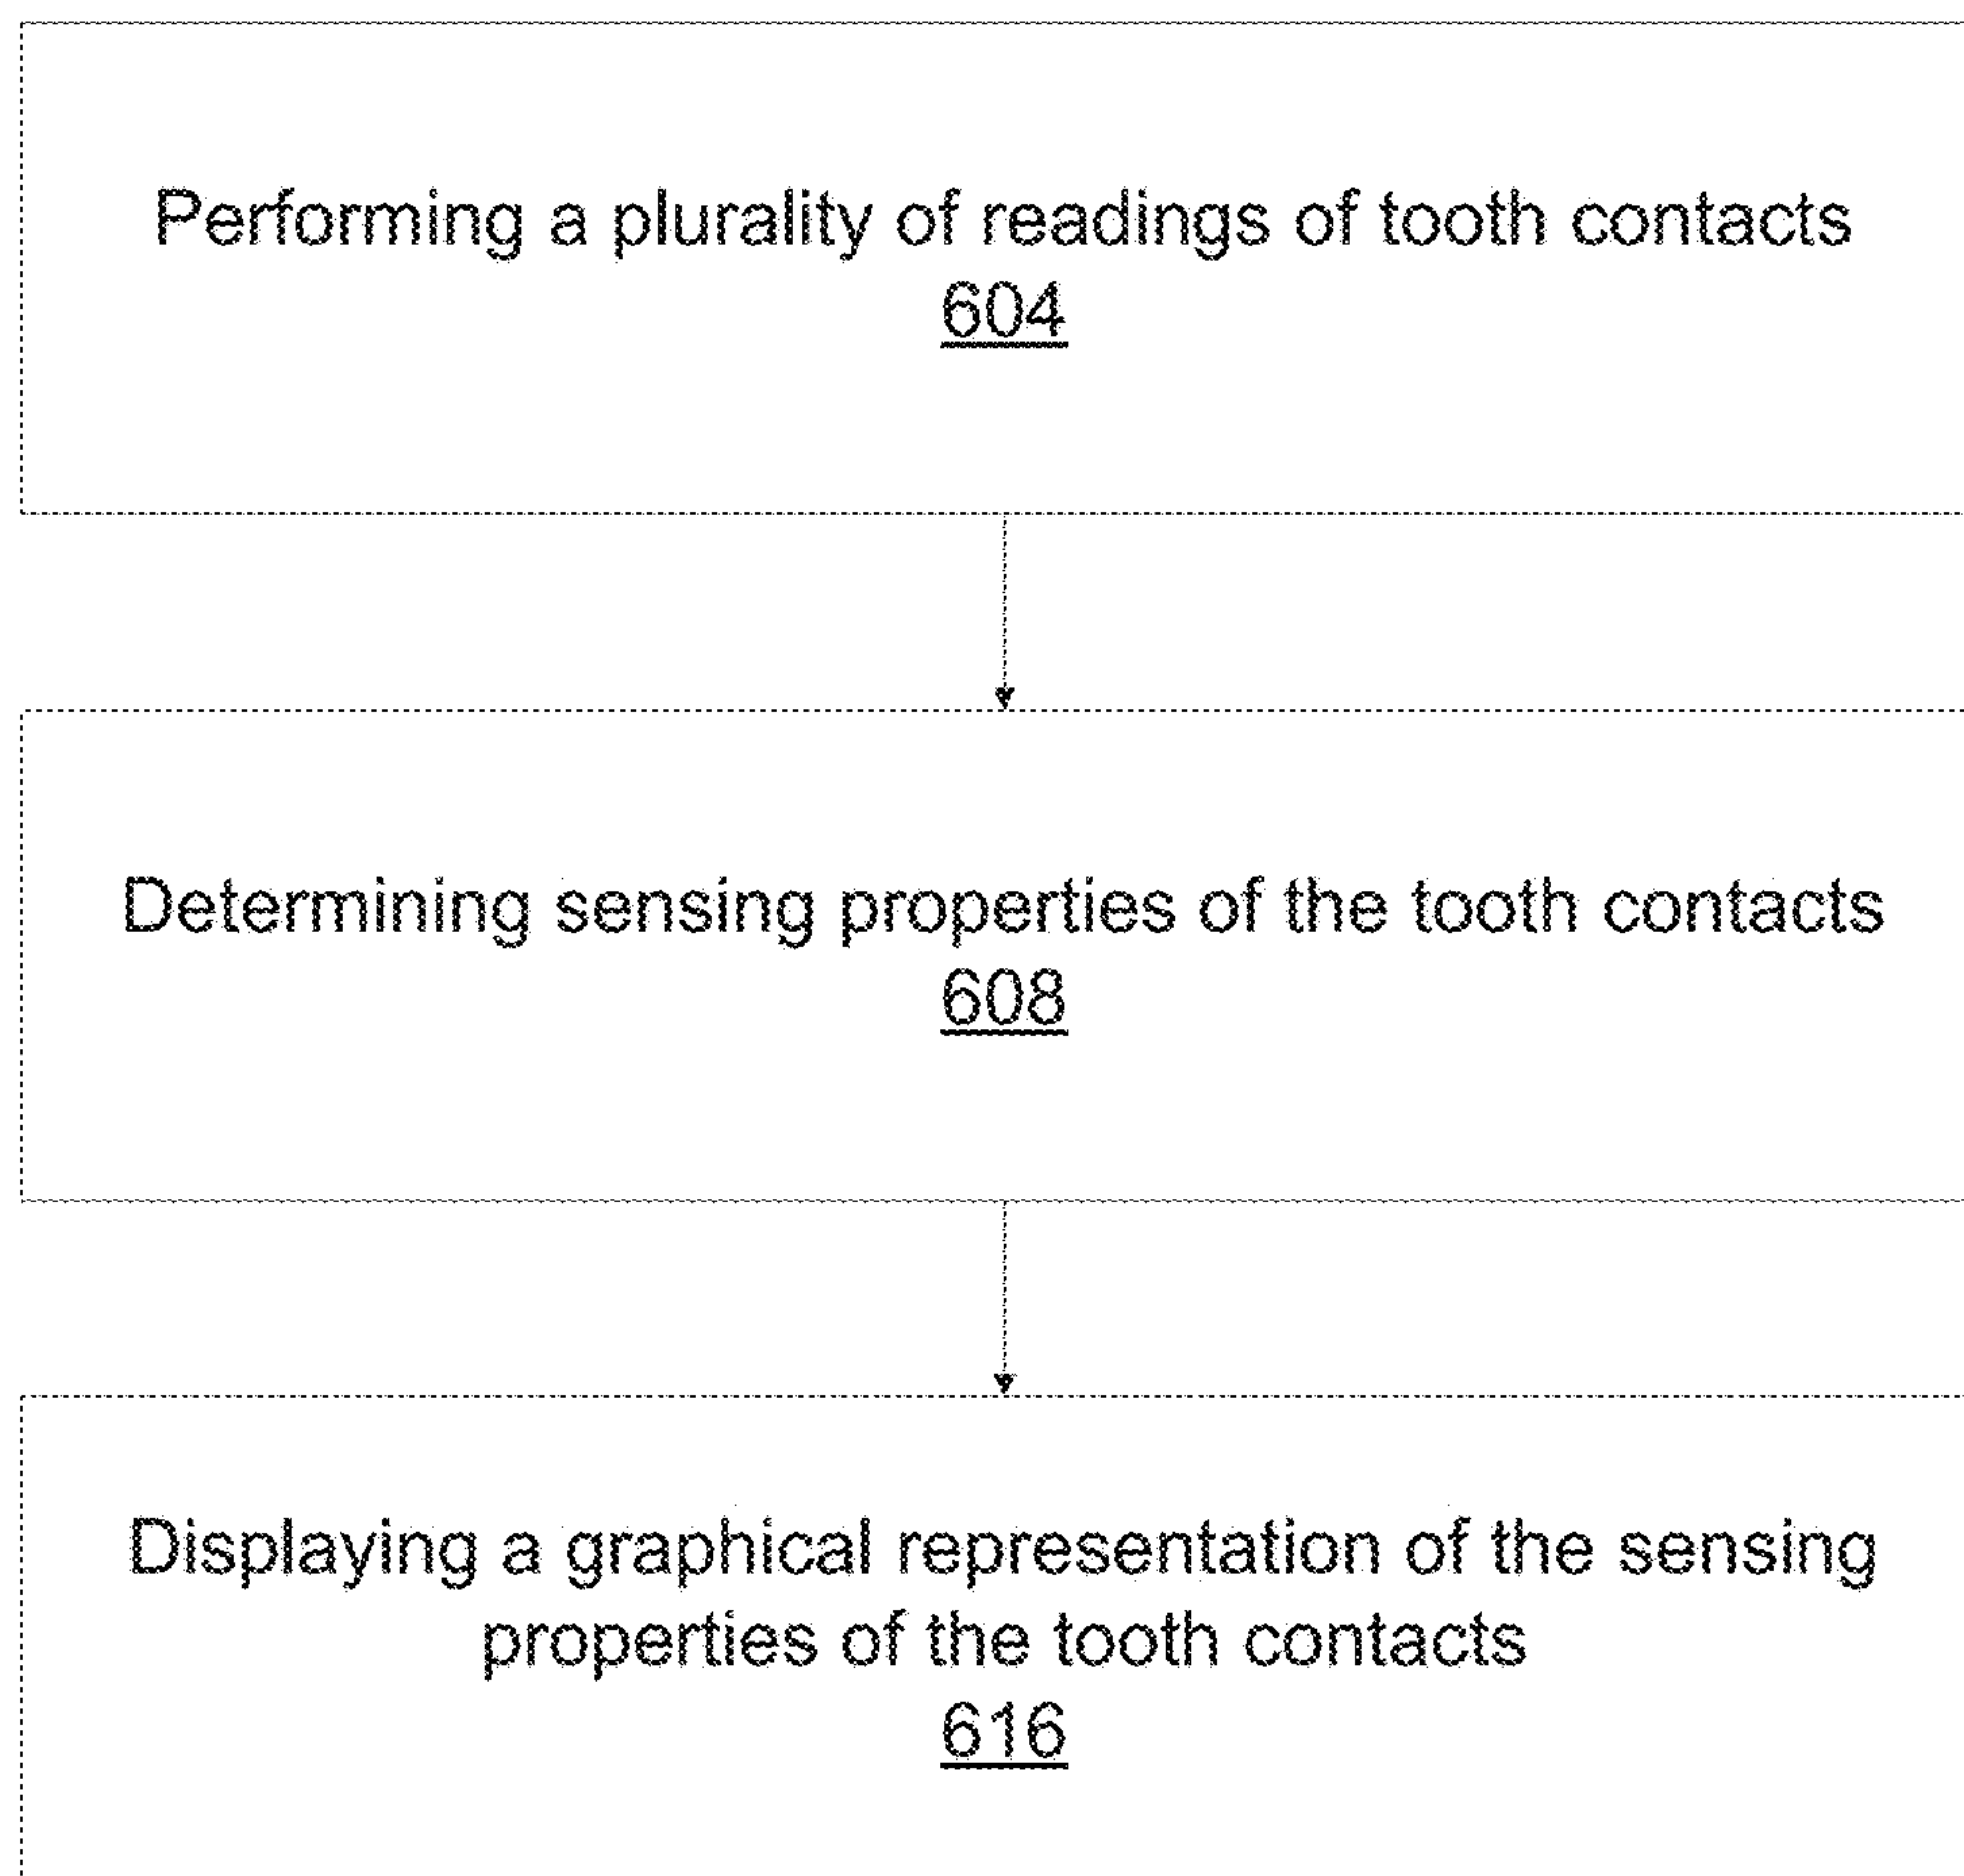 Performing a plurality of readings of tooth contacts
604
Determining sensing properties of the tooth contacts
608
Displaying a graphical representation of the sensing
properties of the tooth contacts
616